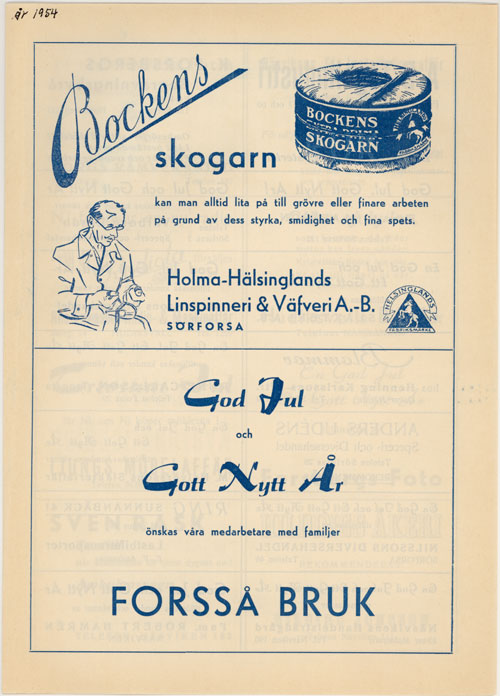 år 1954
Bockens
skogarn
BOCKENS
SKOGARN
kan man alltid lita på till grövre eller finare arbeten
på grund av dess styrka, smidighet och fina spets.
Holma-Hälsinglands
Linspinneri & Väfveri A.-B.
SÖRFORSA
HELSINGLANDS
FABRIKSMÄRKE
God Jul
och
Gott Nytt År
önskas våra medarbetare med familjer
FORSSÅ BRUK